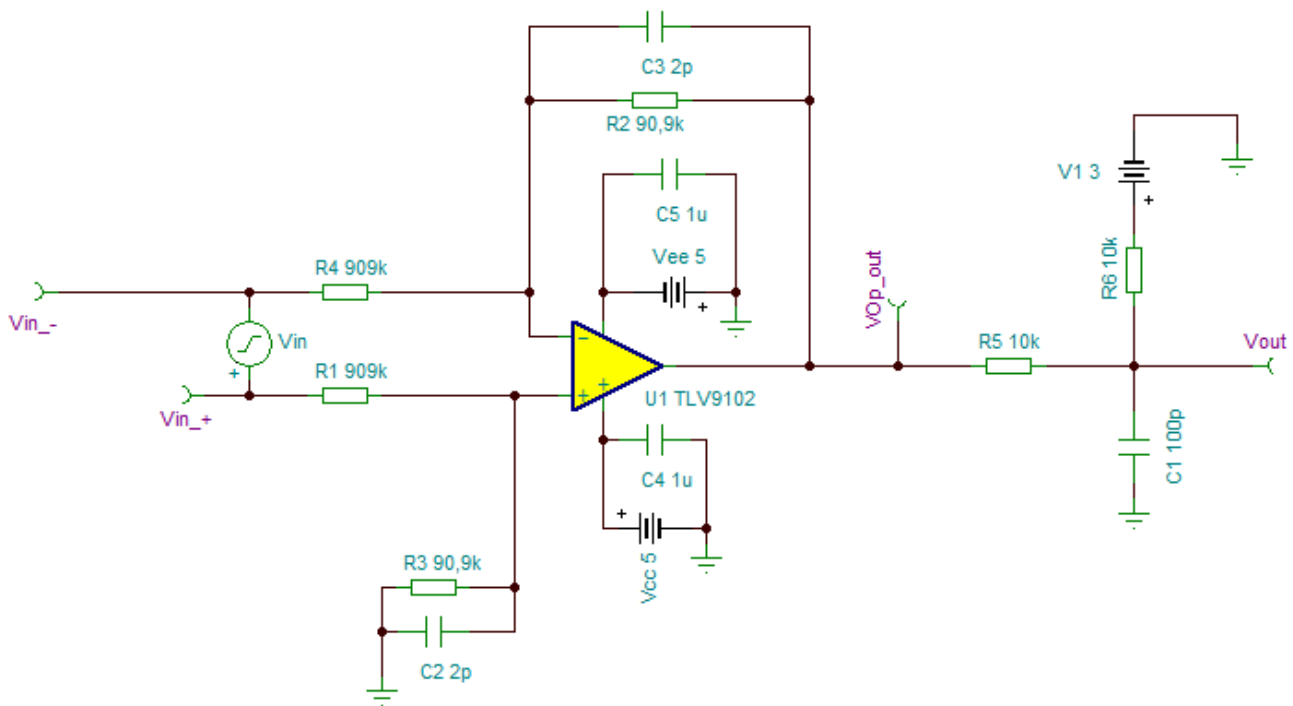 C3 2p
R2 90,9k
V1 3
+
C5 1u
R4 909k
Vee 5
+
R6 10k
Vin_-
Vin
+
VOp_out
R5 10k
Vout
R1 909k
-
+
+
U1 TLV9102
Vin_+
C4 1u
C1 100p
+
Vcc 5
R3 90,9k
C2 2p